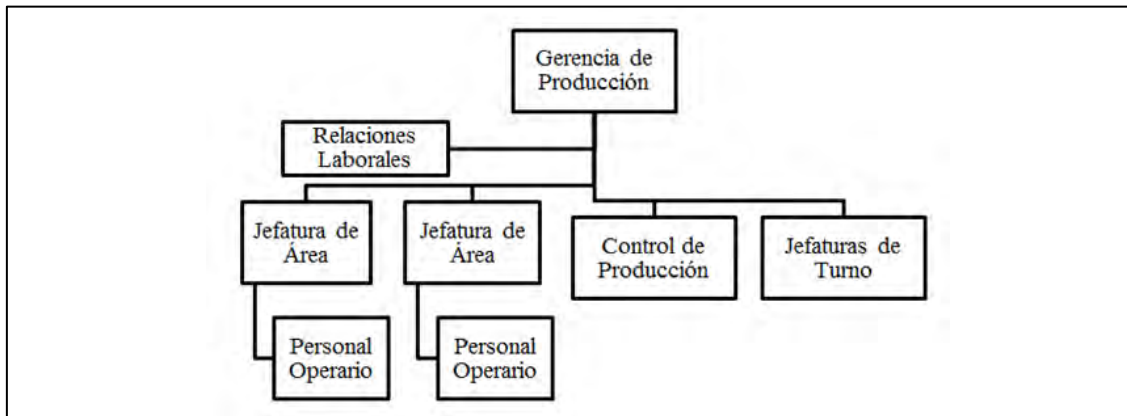 Gerencia de
Producción
Relaciones
Laborales
Jefatura de
Área
Jefatura de
Área
Control de
Producción
Jefaturas de
Turno
Personal
Operario
Personal
Operario